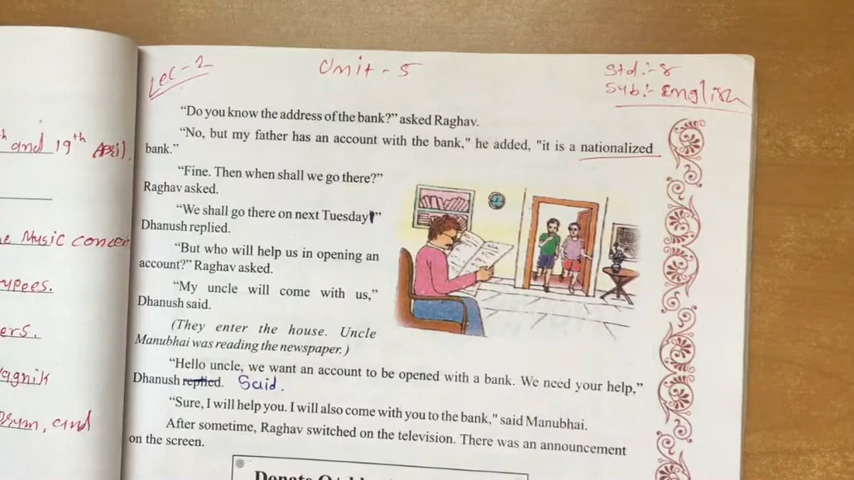 Lec-2 Unit-5 Std:-8
Sub:- English
"Do you know the address of the bank?" asked Raghav.
"No, but my father has an account with the bank," he added, "it is a nationalized
bank."
"Fine. Then when shall we go there?"
Raghav asked.
"We shall go there on next Tuesday"
Dhanush replied.
"But who will help us in opening an
account?" Raghav asked.
"My uncle will come with us,"
Dhanush said.
(They enter the house. Uncle
Manubhai was reading the newspaper.)
"Hello uncle, we want an account to be opened with a bank. We need your help,"
Dhanush replied. Said.
"Sure, I will help you. I will also come with you to the bank," said Manubhai.
After sometime, Raghav switched on the television. There was an announcement
on the screen.
and 19th April,
Music concert
rupees.
and